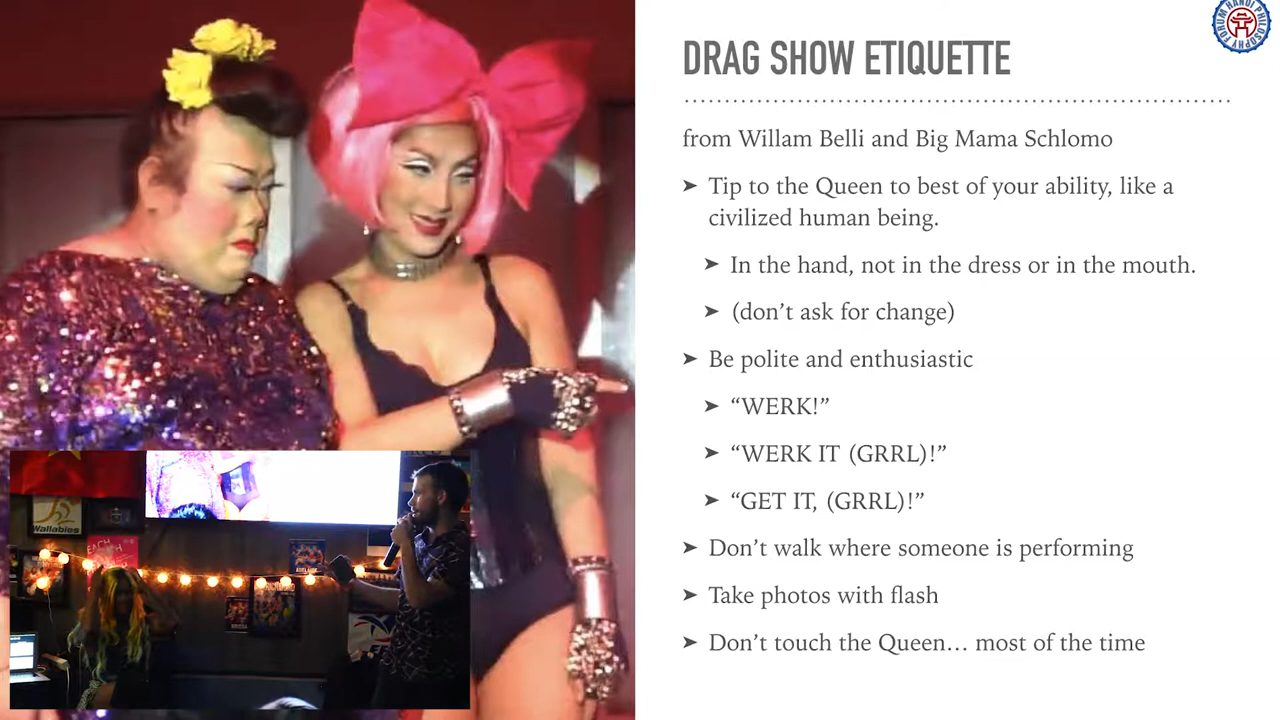 FORUM HANOI PHILOSOPHY
DRAG SHOW ETIQUETTE
from Willam Belli and Big Mama Schlomo
➤ Tip to the Queen to best of your ability, like a
civilized human being.
➤ In the hand, not in the dress or in the mouth.
➤ (don’t ask for change)
➤ Be polite and enthusiastic
➤ “WERK!”
➤ “WERK IT (GRRL)!”
➤ “GET IT, (GRRL)!”
➤ Don’t walk where someone is performing
➤ Take photos with flash
➤ Don’t touch the Queen… most of the time
Wallabies